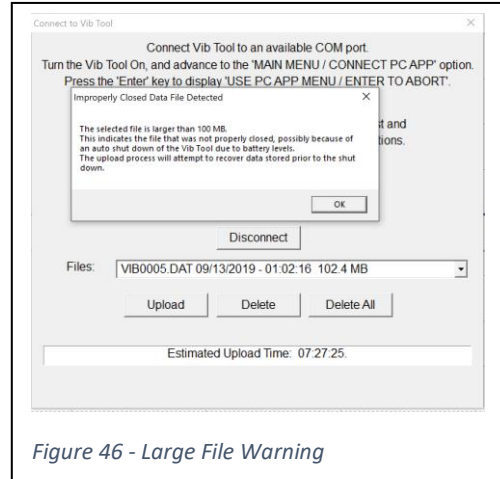 Connect to Vib Tool
Connect Vib Tool to an available COM port.
Turn the Vib Tool On, and advance to the 'MAIN MENU / CONNECT PC APP' option.
Press the 'Enter' key to display 'USE PC APP MENU / ENTER TO ABORT'.
Improperly Closed Data File Detected
st and
tions.
The selected file is larger than 100 MB.
This indicates the file that was not properly closed, possibly because of
an auto shut down of the Vib Tool due to battery levels.
The upload process will attempt to recover data stored prior to the shut
down.
OK
Disconnect
Files: VIB0005.DAT 09/13/2019 - 01:02:16 102.4 MB
Upload Delete Delete All
Estimated Upload Time: 07:27:25.
Figure 46 - Large File Warning